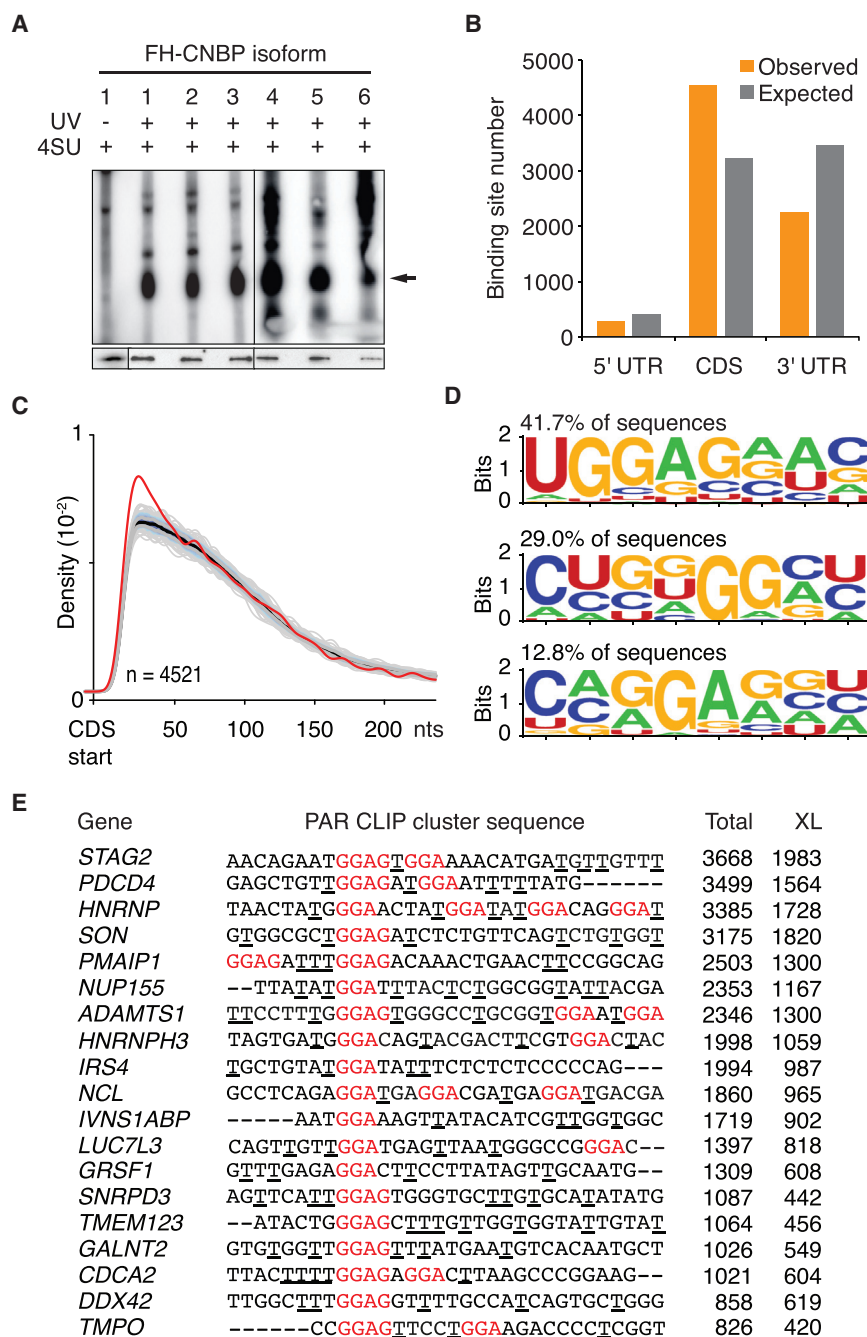 A
FH-CNBP isoform
1 1 2 3 4 5 6
UV - + + + + + +
4SU + + + + + + +
B
Binding site number
5000
4000
3000
2000
1000
0
Observed
Expected
5' UTR CDS 3' UTR
C
Density (10-2)
1
0
n = 4521
CDS start 50 100 150 200 nts
D
41.7% of sequences
Bits
2
1
0
UGGAGAAC
AGGGUG
UCCUCA
29.0% of sequences
Bits
2
1
0
12.8% of sequences
Bits
2
1
0
E
Gene PAR CLIP cluster sequence Total XL
STAG2 AACAGAATGGAGTGGAAAACATGATGTTGTTT 3668 1983
PDCD4 GAGCTGTTGGAGATGGAATTTTTATG------ 3499 1564
HNRNP TAACTATGGGAACTATGGATATGGACAGGGAT 3385 1728
SON GTGGCGCTGGAGATCTCTGTTCAGTCTGTGGT 3175 1820
PMAIP1 GGAGATTTGGAGACAAACTGAACTTCCGGCAG 2503 1300
NUP155 --TTATATGGATTTACTCTGGCGGTATTACGA 2353 1167
ADAMTS1 TTCCTTTGGGAGTGGGCCTGCGGTGGAATGGA 2346 1300
HNRNPH3 TAGTGATGGGACAGTACGACTTCGTGGACTAC 1998 1059
IRS4 TGCTGTATGGATATTTCTCTCTCCCCCAG--- 1994 987
NCL GCCTCAGAGGATGAGGACGATGAGGATGACGA 1860 965
IVNS1ABP -----AATGGAAAGTTATACATCGTTGGTGGC 1719 902
LUC7L3 CAGTTGTTGGATGAGTTAATGGGCCGGGAC-- 1397 818
GRSF1 GTTTGAGAGGACTTCCTTATAGTTGCAATG-- 1309 608
SNRPD3 AGTTCATTGGAGTGGGTGCTTGTGCATATATG 1087 442
TMEM123 --ATACTGGGAGCTTTGTTGGTGGTATTGTAT 1064 456
GALNT2 GTGTGGTTGGAGTTTATGAATGTCACAATGCT 1026 549
CDCA2 TTACTTTTGGAGAGGACTTAAGCCCGGAAG-- 1021 604
DDX42 TTGGCTTTGGAGGTTTTGCCATCAGTGCTGGG 858 619
TMPO ------CCGGAGTTCCTGGAAGACCCCTCGGT 826 420